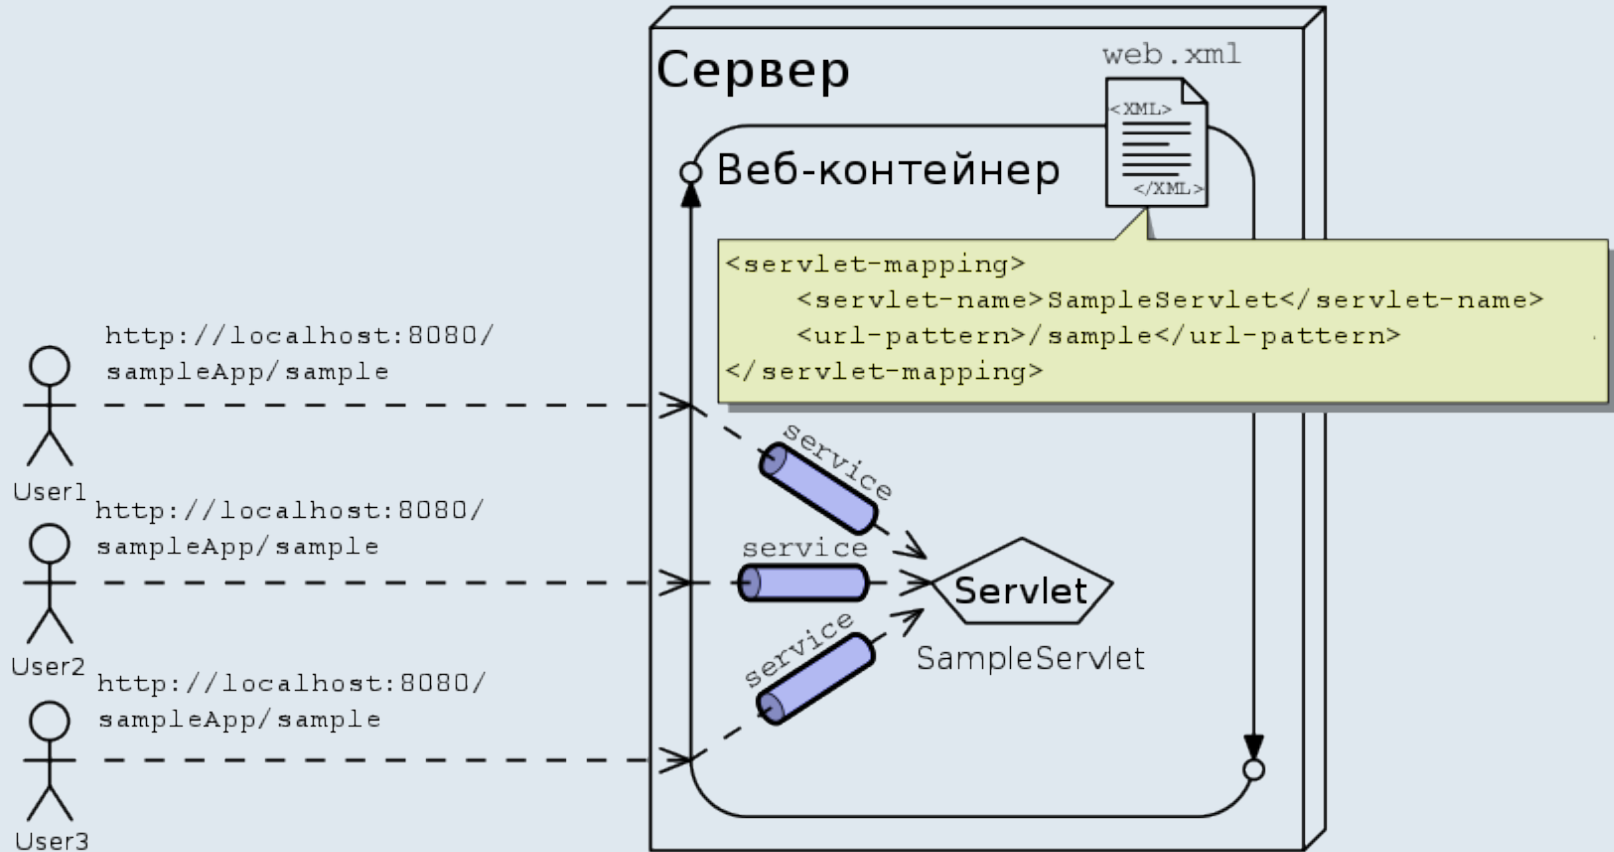 Сервер
web.xml
<XML>
</XML>
Веб-контейнер
<servlet-mapping>
<servlet-name>SampleServlet</servlet-name>
<url-pattern>/sample</url-pattern>
</servlet-mapping>
http://localhost:8080/
sampleApp/sample
User1
service
http://localhost:8080/
sampleApp/sample
User2
service
Servlet
SampleServlet
http://localhost:8080/
sampleApp/sample
User3
service